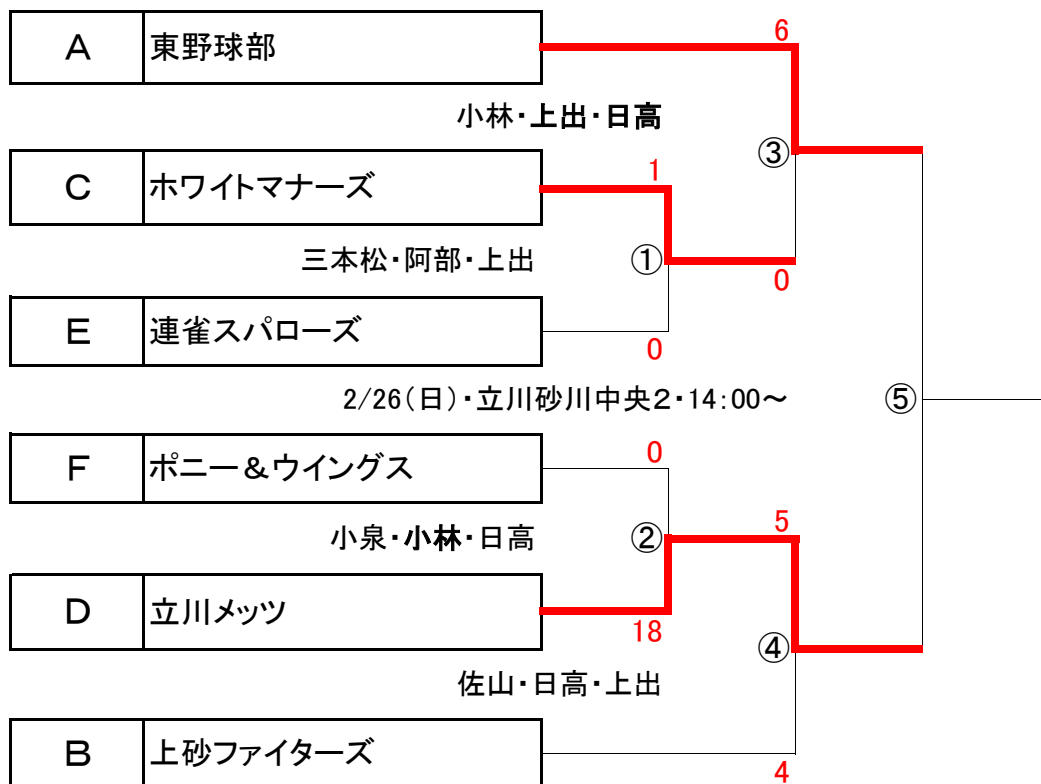 A 東野球部
6
小林・上出・日高
③
C ホワイトマナーズ
1
三本松・阿部・上出
①
0
E 連雀スパローズ
0
2/26(日)・立川砂川中央2・14:00～
⑤
F ポニー＆ウイングス
0
小泉・小林・日高
②
5
D 立川メッツ
18
④
佐山・日高・上出
B 上砂ファイターズ
4